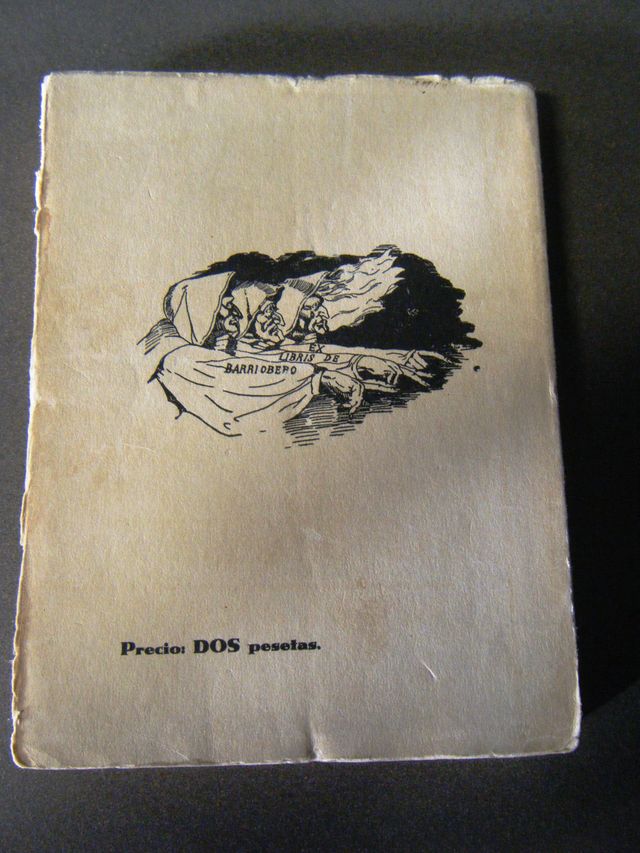 EX
LIBRIS DE
BARRIOBERO
Precio: DOS pesetas.